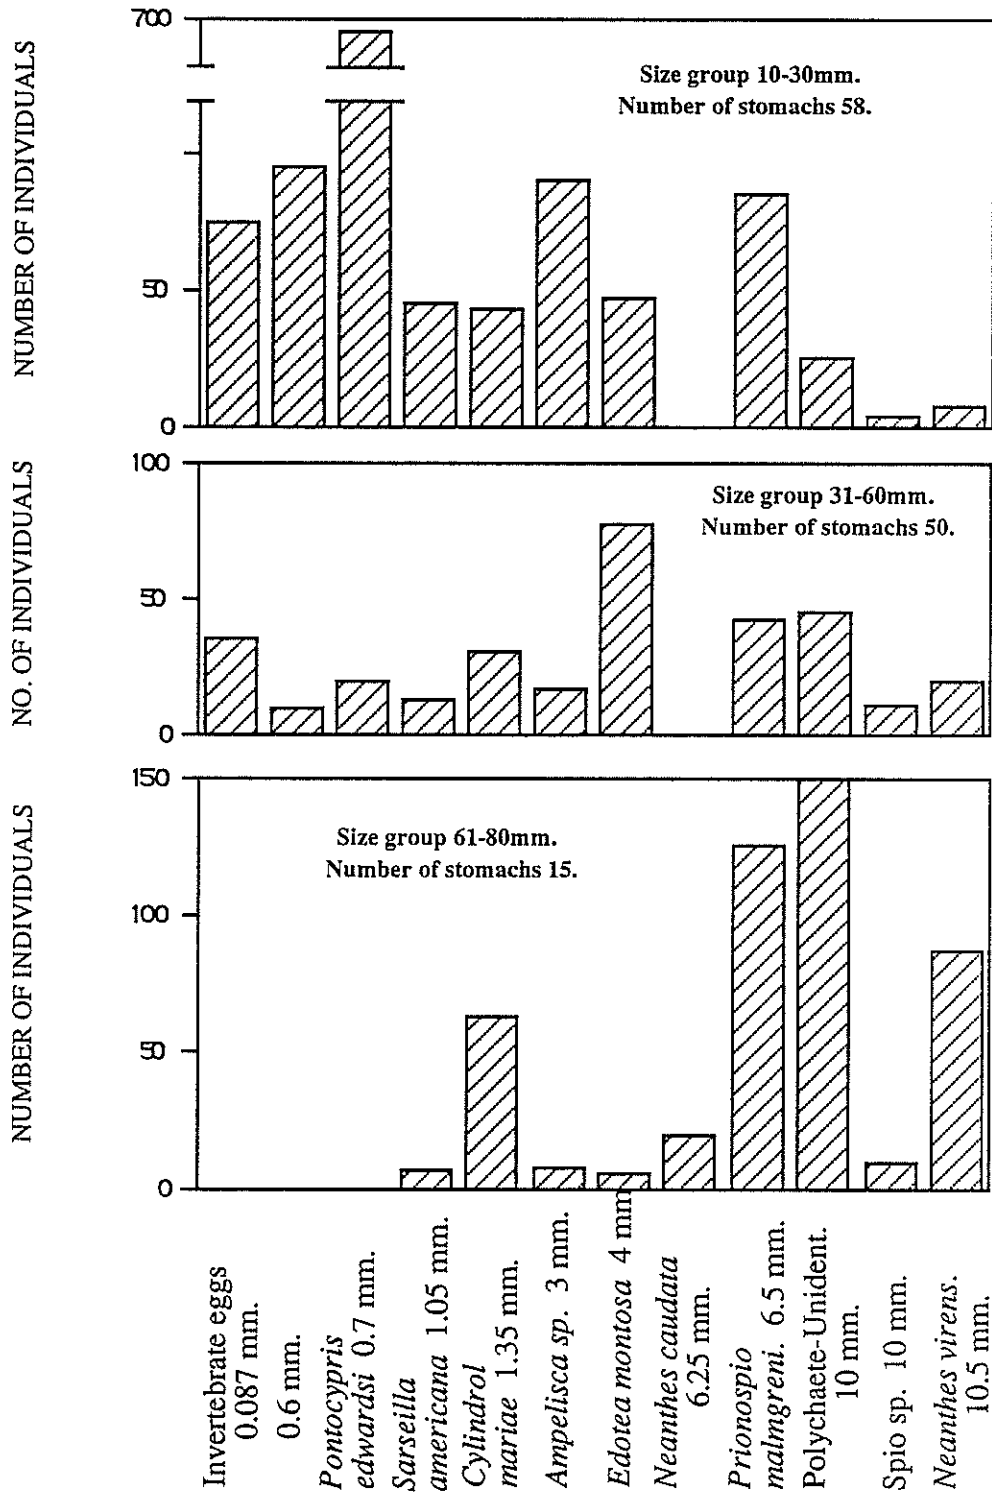 700
NUMBER OF INDIVIDUALS
Size group 10-30mm.
Number of stomachs 58.
50
0
100
NO. OF INDIVIDUALS
Size group 31-60mm.
Number of stomachs 50.
50
0
150
NUMBER OF INDIVIDUALS
Size group 61-80mm.
Number of stomachs 15.
100
50
0
Invertebrate eggs
0.087 mm.
0.6 mm.
Pontocypris
edwardsi 0.7 mm.
Sarseilla
americana 1.05 mm.
Cylindrol
mariae 1.35 mm.
Ampelisca sp. 3 mm.
Edotea montosa 4 mm
Neanthes caudata
6.25 mm.
Prionospio
malmgreni. 6.5 mm.
Polychaete-Unident.
10 mm.
Spio sp. 10 mm.
Neanthes virens.
10.5 mm.